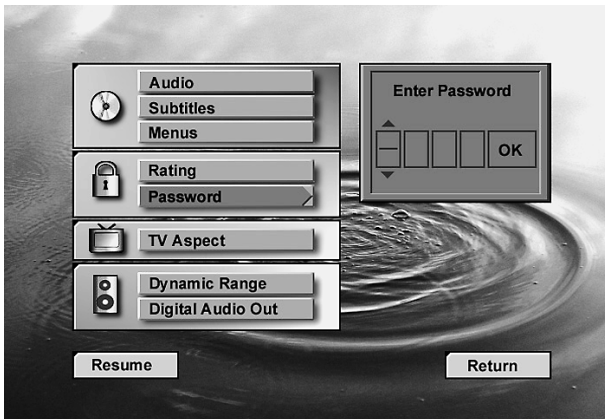 Audio
Subtitles
Menus
Rating
Password
TV Aspect
Dynamic Range
Digital Audio Out
Enter Password
OK
Resume
Return